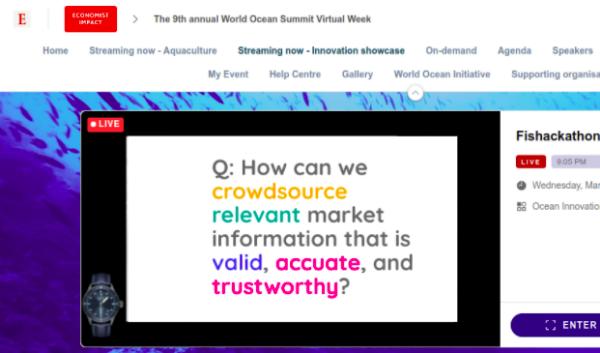 E
ECONOMIST
IMPACT
The 9th annual World Ocean Summit Virtual Week
Home Streaming now - Aquaculture Streaming now - Innovation showcase On-demand Agenda Speakers
My Event Help Centre Gallery World Ocean Initiative Supporting organisa
LIVE
Q: How can we
crowdsource
relevant market
information that is
valid, accuate, and
trustworthy?
Fishackathon
LIVE 9:05 PM
Wednesday, Mar
Ocean Innovatio
ENTER